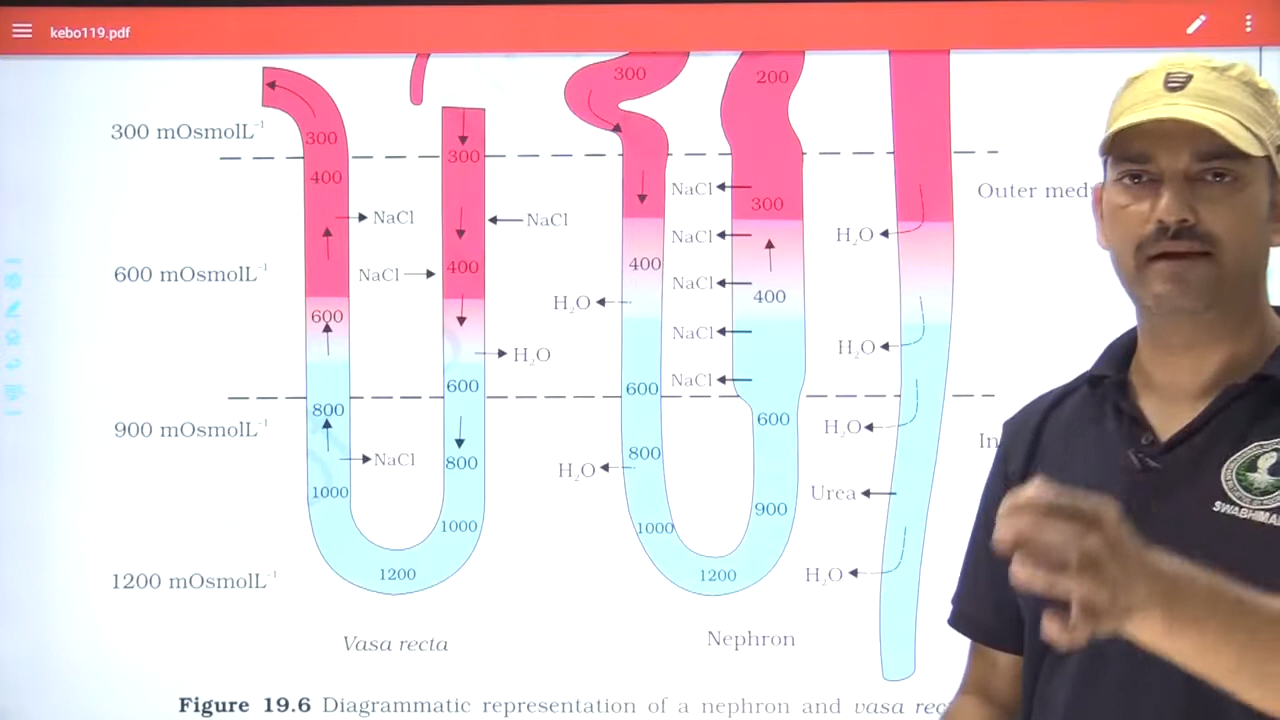 kebo119.pdf
300
200
300 mOsmolL⁻¹
300
300
Outer med
400
NaCl
NaCl
NaCl
300
NaCl
H₂O
600 mOsmolL⁻¹
NaCl
400
400
NaCl
400
H₂O
600
NaCl
H₂O
H₂O
600
600
NaCl
900 mOsmolL⁻¹
800
600
H₂O
In
NaCl
800
H₂O
800
1000
900
Urea
1000
1000
1200 mOsmolL⁻¹
1200
1200
H₂O
SWABHIMA
Vasa recta
Nephron
Figure 19.6 Diagrammatic representation of a nephron and vasa rec